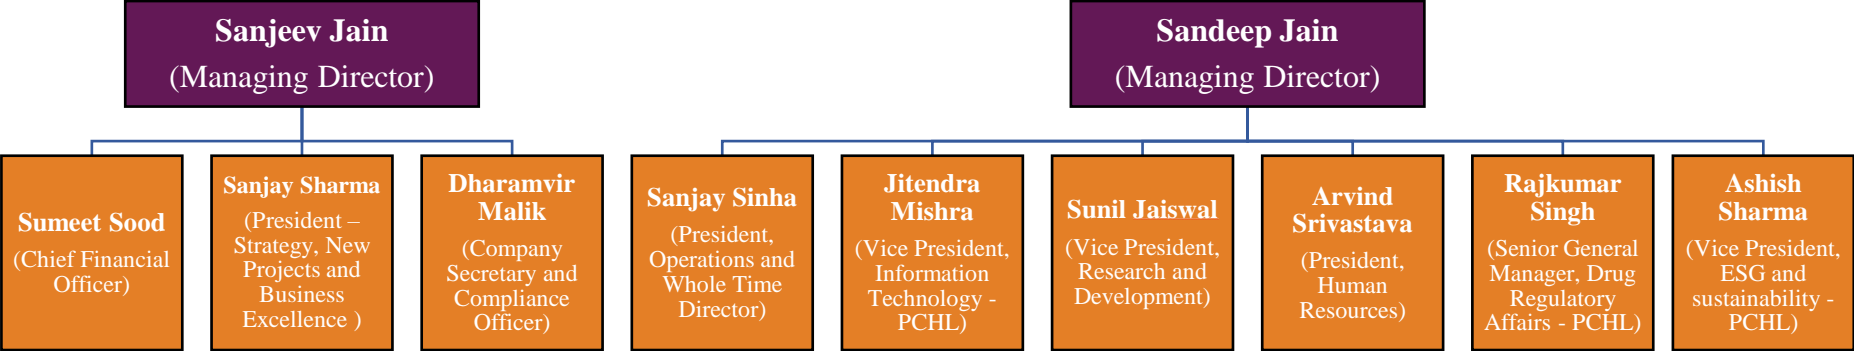 Sanjeev Jain
(Managing Director)
Sandeep Jain
(Managing Director)
Sumeet Sood
(Chief Financial
Officer)
Sanjay Sharma
(President –
Strategy, New
Projects and
Business
Excellence )
Dharamvir
Malik
(Company
Secretary and
Compliance
Officer)
Sanjay Sinha
(President,
Operations and
Whole Time
Director)
Jitendra
Mishra
(Vice President,
Information
Technology -
PCHL)
Sunil Jaiswal
(Vice President,
Research and
Development)
Arvind
Srivastava
(President,
Human
Resources)
Rajkumar
Singh
(Senior General
Manager, Drug
Regulatory
Affairs - PCHL)
Ashish
Sharma
(Vice President,
ESG and
sustainability -
PCHL)